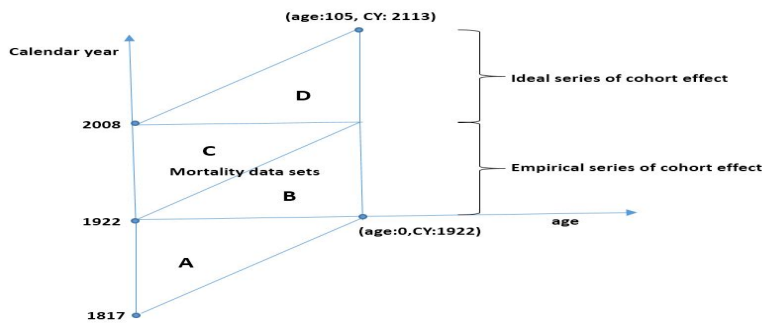 (age:105, CY: 2113)
Calendar year
Ideal series of cohort effect
D
2008
C
Mortality data sets
Empirical series of cohort effect
B
1922
age
(age:0,CY:1922)
A
1817